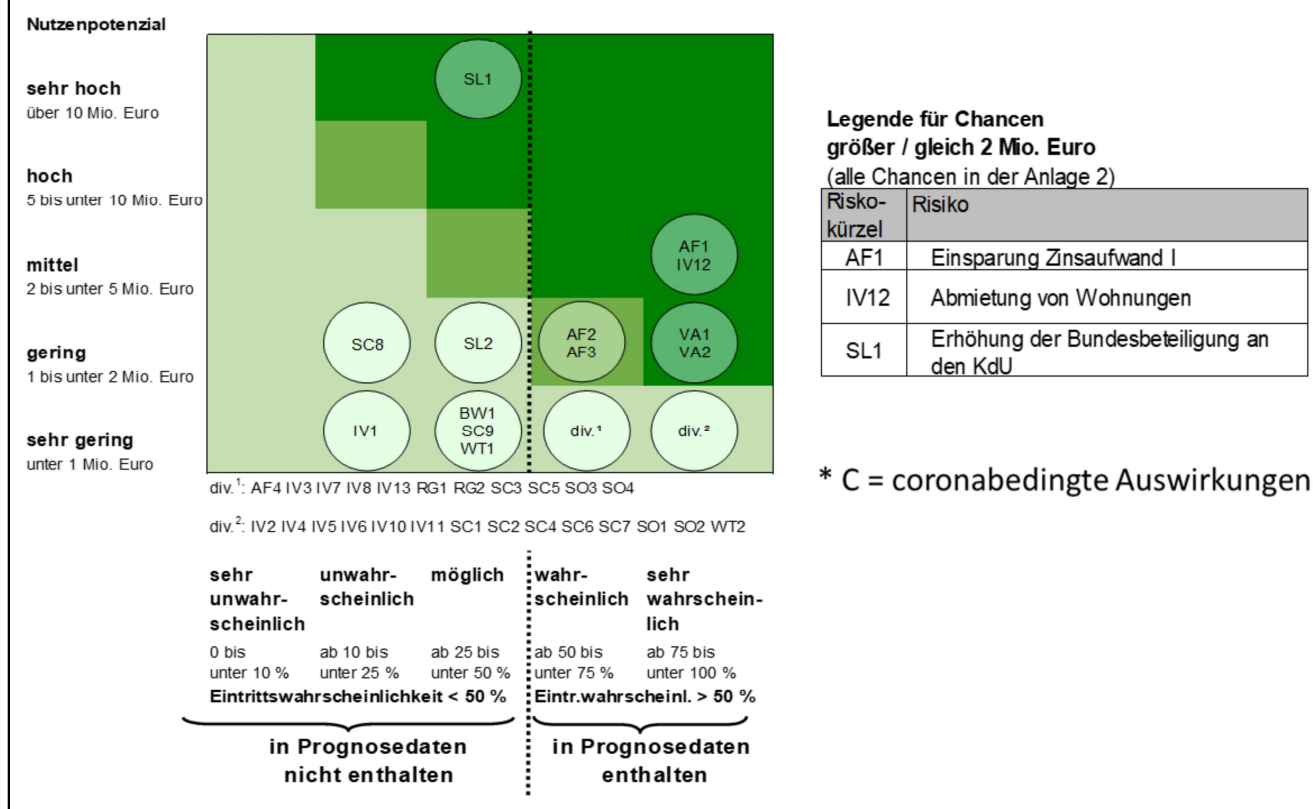 Nutzenpotenzial
sehr hoch
über 10 Mio. Euro
SL1
hoch
5 bis unter 10 Mio. Euro
mittel
2 bis unter 5 Mio. Euro
AF1
IV12
gering
1 bis unter 2 Mio. Euro
SC8
SL2
AF2
AF3
VA1
VA2
sehr gering
unter 1 Mio. Euro
IV1
BW1
SC9
WT1
div.¹
div.²
div.¹: AF4 IV3 IV7 IV8 IV13 RG1 RG2 SC3 SC5 SO3 SO4
div.²: IV2 IV4 IV5 IV6 IV10 IV11 SC1 SC2 SC4 SC6 SC7 SO1 SO2 WT2
sehr
unwahr-
scheinlich
0 bis
unter 10 %
unwahr-
scheinlich
ab 10 bis
unter 25 %
möglich
ab 25 bis
unter 50 %
wahr-
scheinlich
ab 50 bis
unter 75 %
sehr
wahrschein-
lich
ab 75 bis
unter 100 %
Eintrittswahrscheinlichkeit < 50 %
Eintr.wahrscheinl. > 50 %
in Prognosedaten
nicht enthalten
in Prognosedaten
enthalten
Legende für Chancen
größer / gleich 2 Mio. Euro
(alle Chancen in der Anlage 2)
Risko-
kürzel
Risiko
AF1 Einsparung Zinsaufwand I
IV12 Abmietung von Wohnungen
SL1 Erhöhung der Bundesbeteiligung an
den KdU
* C = coronabedingte Auswirkungen